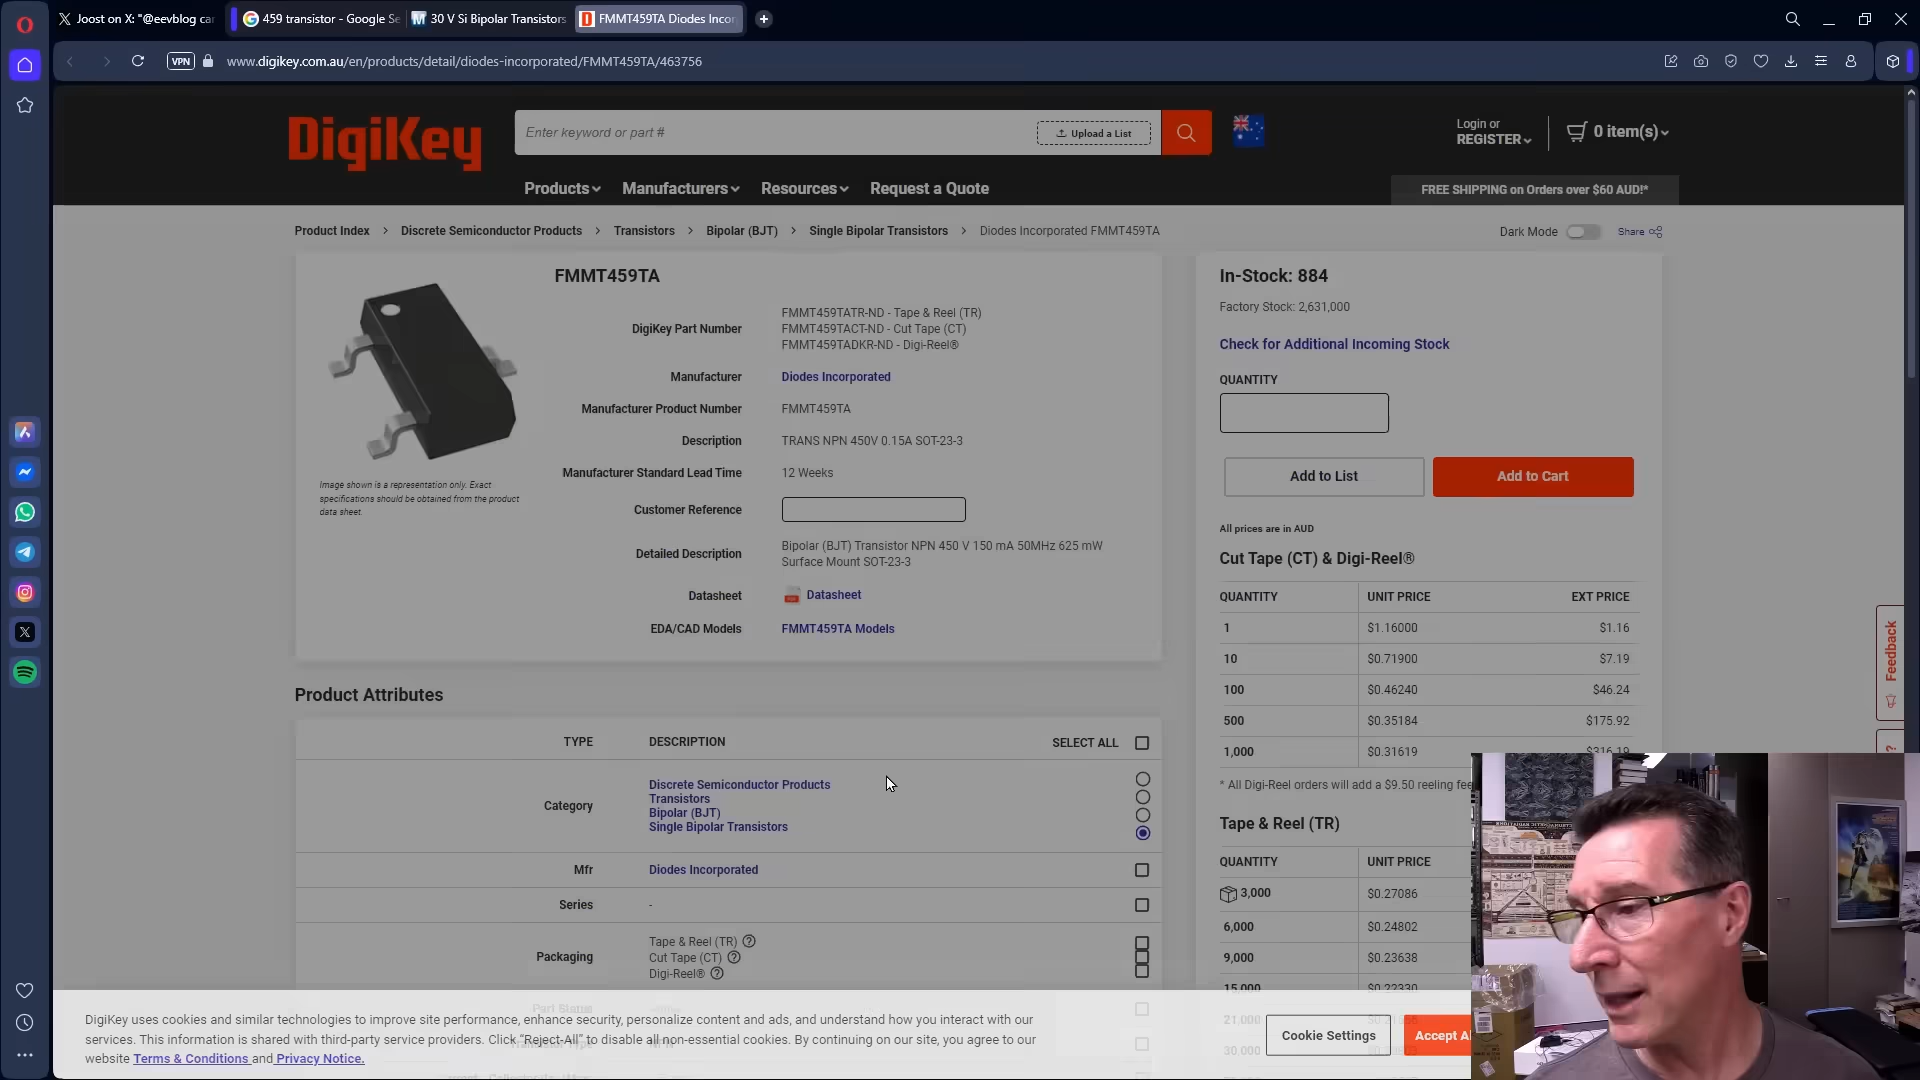 Joost on X: "@eevblog ca
459 transistor - Google Se
30 V Si Bipolar Transistors
FMMT459TA Diodes Incor
VPN
www.digikey.com.au/en/products/detail/diodes-incorporated/FMMT459TA/463756
DigiKey
Enter keyword or part #
Upload a List
Login or
REGISTER
0 item(s)
Products
Manufacturers
Resources
Request a Quote
FREE SHIPPING on Orders over $60 AUD!*
Product Index > Discrete Semiconductor Products > Transistors > Bipolar (BJT) > Single Bipolar Transistors > Diodes Incorporated FMMT459TA
Dark Mode
Share
Image shown is a representation only. Exact
specifications should be obtained from the product
data sheet.
FMMT459TA
DigiKey Part Number
FMMT459TATR-ND - Tape & Reel (TR)
FMMT459TACT-ND - Cut Tape (CT)
FMMT459TADKR-ND - Digi-Reel®
Manufacturer
Diodes Incorporated
Manufacturer Product Number
FMMT459TA
Description
TRANS NPN 450V 0.15A SOT-23-3
Manufacturer Standard Lead Time
12 Weeks
Customer Reference
Detailed Description
Bipolar (BJT) Transistor NPN 450 V 150 mA 50MHz 625 mW
Surface Mount SOT-23-3
Datasheet
Datasheet
EDA/CAD Models
FMMT459TA Models
In-Stock: 884
Factory Stock: 2,631,000
Check for Additional Incoming Stock
QUANTITY
Add to List
Add to Cart
All prices are in AUD
Cut Tape (CT) & Digi-Reel®
QUANTITY UNIT PRICE EXT PRICE
1 $1.16000 $1.16
10 $0.71900 $7.19
100 $0.46240 $46.24
500 $0.35184 $175.92
1,000 $0.31619 $316.19
* All Digi-Reel orders will add a $9.50 reeling fee
Tape & Reel (TR)
QUANTITY UNIT PRICE
3,000 $0.27086
6,000 $0.24802
9,000 $0.23638
15,000 $0.22330
21,000
30,000
Feedback
?
Product Attributes
TYPE DESCRIPTION SELECT ALL
Category
Discrete Semiconductor Products
Transistors
Bipolar (BJT)
Single Bipolar Transistors
Mfr
Diodes Incorporated
Series
-
Packaging
Tape & Reel (TR)
Cut Tape (CT)
Digi-Reel®
Part Status
DigiKey uses cookies and similar technologies to improve site performance, enhance security, personalize content and ads, and understand how you interact with our
services. This information is shared with third-party service providers. Click "Reject-All" to disable all non-essential cookies. By continuing on our site, you agree to our
website Terms & Conditions and Privacy Notice.
Cookie Settings
Accept Al